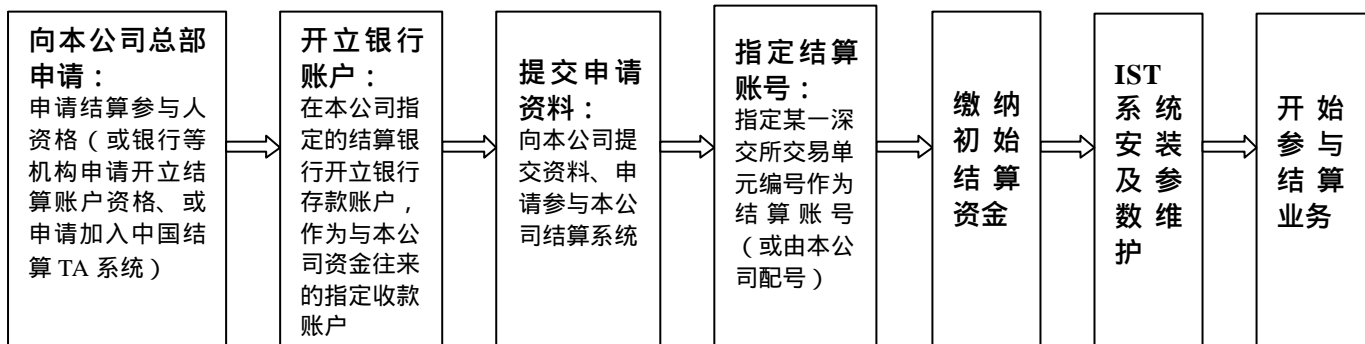 向本公司总部
申请：
申请结算参与人
资格（或银行等
机构申请开立结
算账户资格、或
申请加入中国结
算 TA 系统）
开立银行
账户：
在本公司指
定的结算银
行开立银行
存款账户，
作为与本公
司资金往来
的指定收款
账户
提交申请
资料：
向本公司提
交资料、申
请参与本公
司结算系统
指定结算
账号：
指定某一深
交所交易单
元编号作为
结算账号
（或由本公
司配号）
缴纳
初始
结算
资金
IST
系统
安装
及参
数维
护
开始
参与
结算
业务